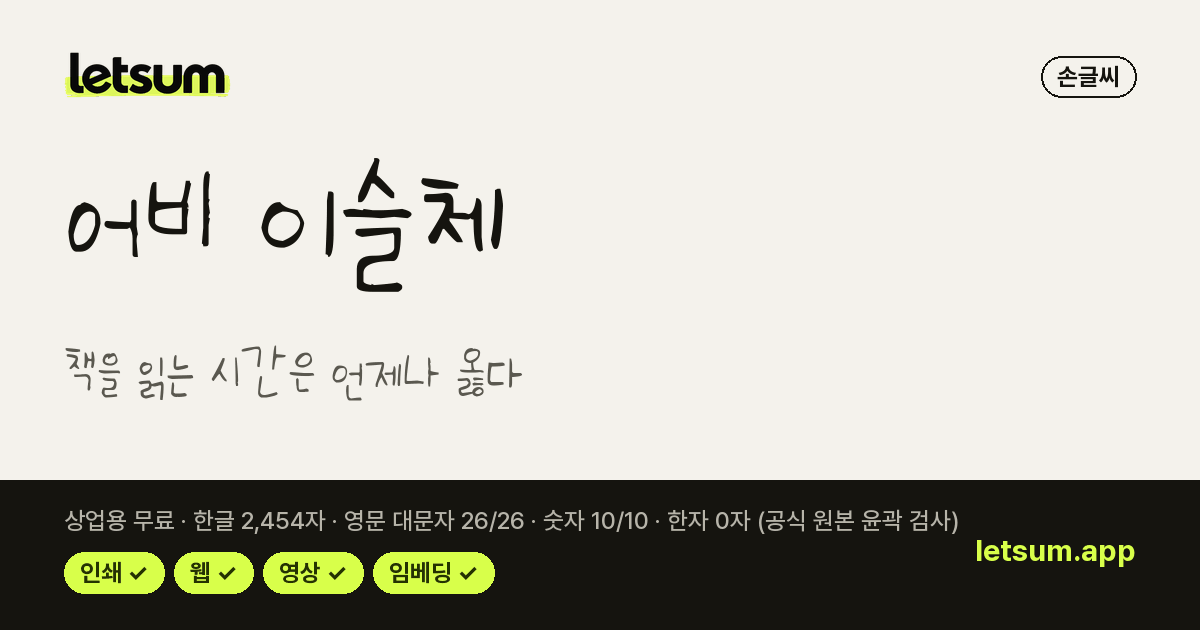 letsum
손글씨
어비 이슬체
책을 읽는 시간은 언제나 옳다
상업용 무료 · 한글 2,454자 · 영문 대문자 26/26 · 숫자 10/10 · 한자 0자 (공식 원본 윤곽 검사)
인쇄 ✓ 웹 ✓ 영상 ✓ 임베딩 ✓
letsum.app